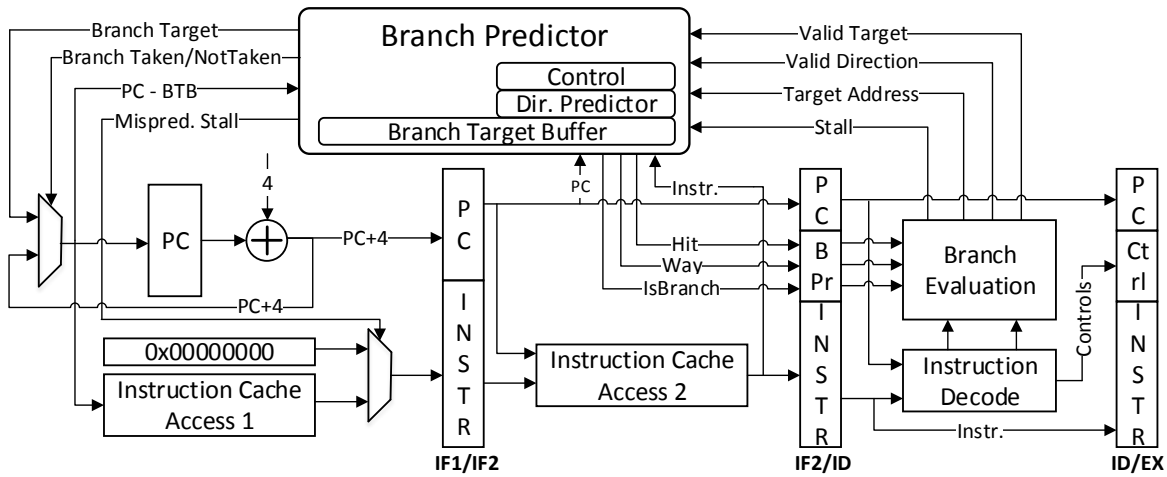 Branch Target
Branch Taken/NotTaken
PC - BTB
Mispred. Stall
Branch Predictor
Control
Dir. Predictor
Branch Target Buffer
Valid Target
Valid Direction
Target Address
Stall
4
PC
PC+4
PC+4
0x00000000
Instruction Cache
Access 1
P
C
I
N
S
T
R
IF1/IF2
PC
Instr.
Hit
Way
IsBranch
Instruction Cache
Access 2
P
C
B
Pr
I
N
S
T
R
IF2/ID
Branch
Evaluation
Instruction
Decode
Instr.
Controls
P
C
Ct
rl
I
N
S
T
R
ID/EX